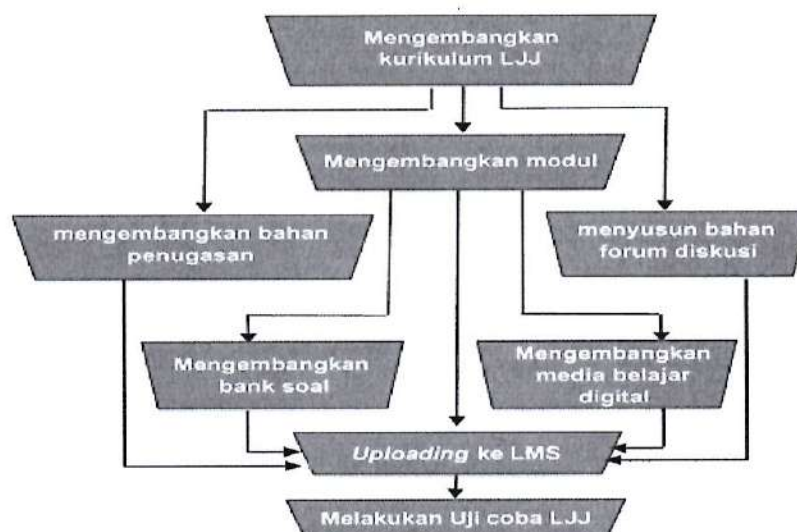 Mengembangkan
kurikulum LJJ
Mengembangkan modul
mengembangkan bahan
penugasan
menyusun bahan
forum diskusi
Mengembangkan
bank soal
Mengembangkan
media belajar
digital
Uploading ke LMS
Melakukan Uji coba LJJ